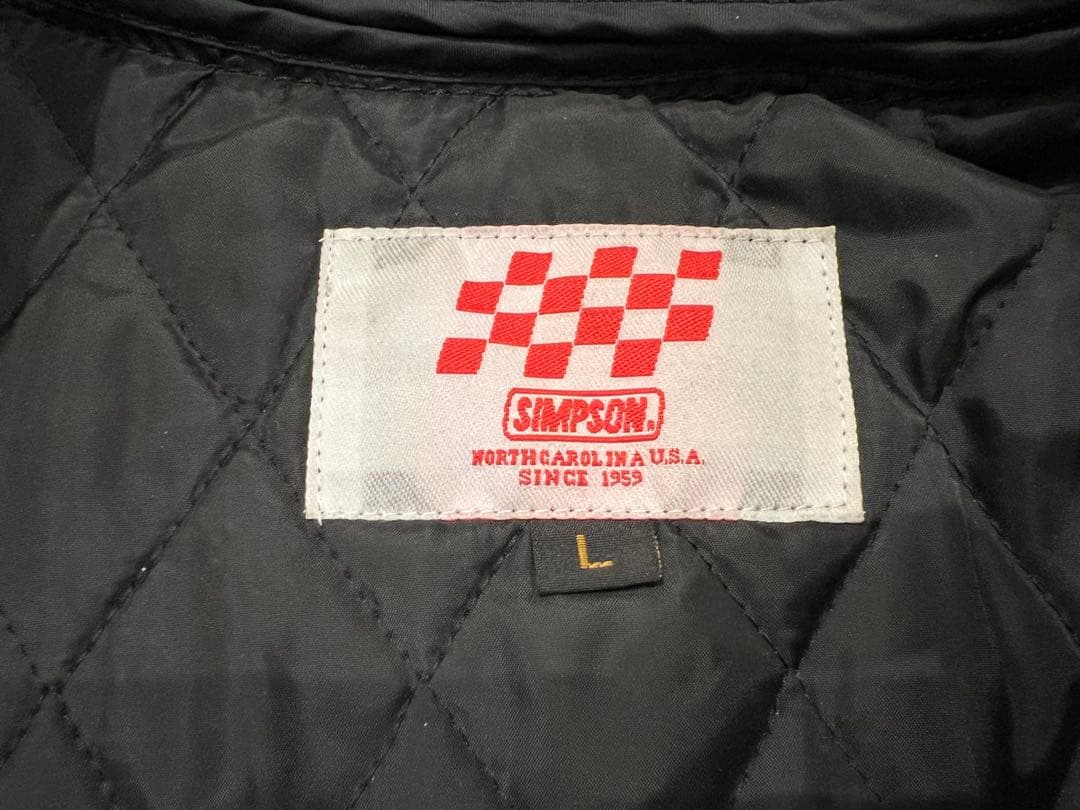 SIMPSON.
NORTH CAROLINA U.S.A.
SINCE 1959
L